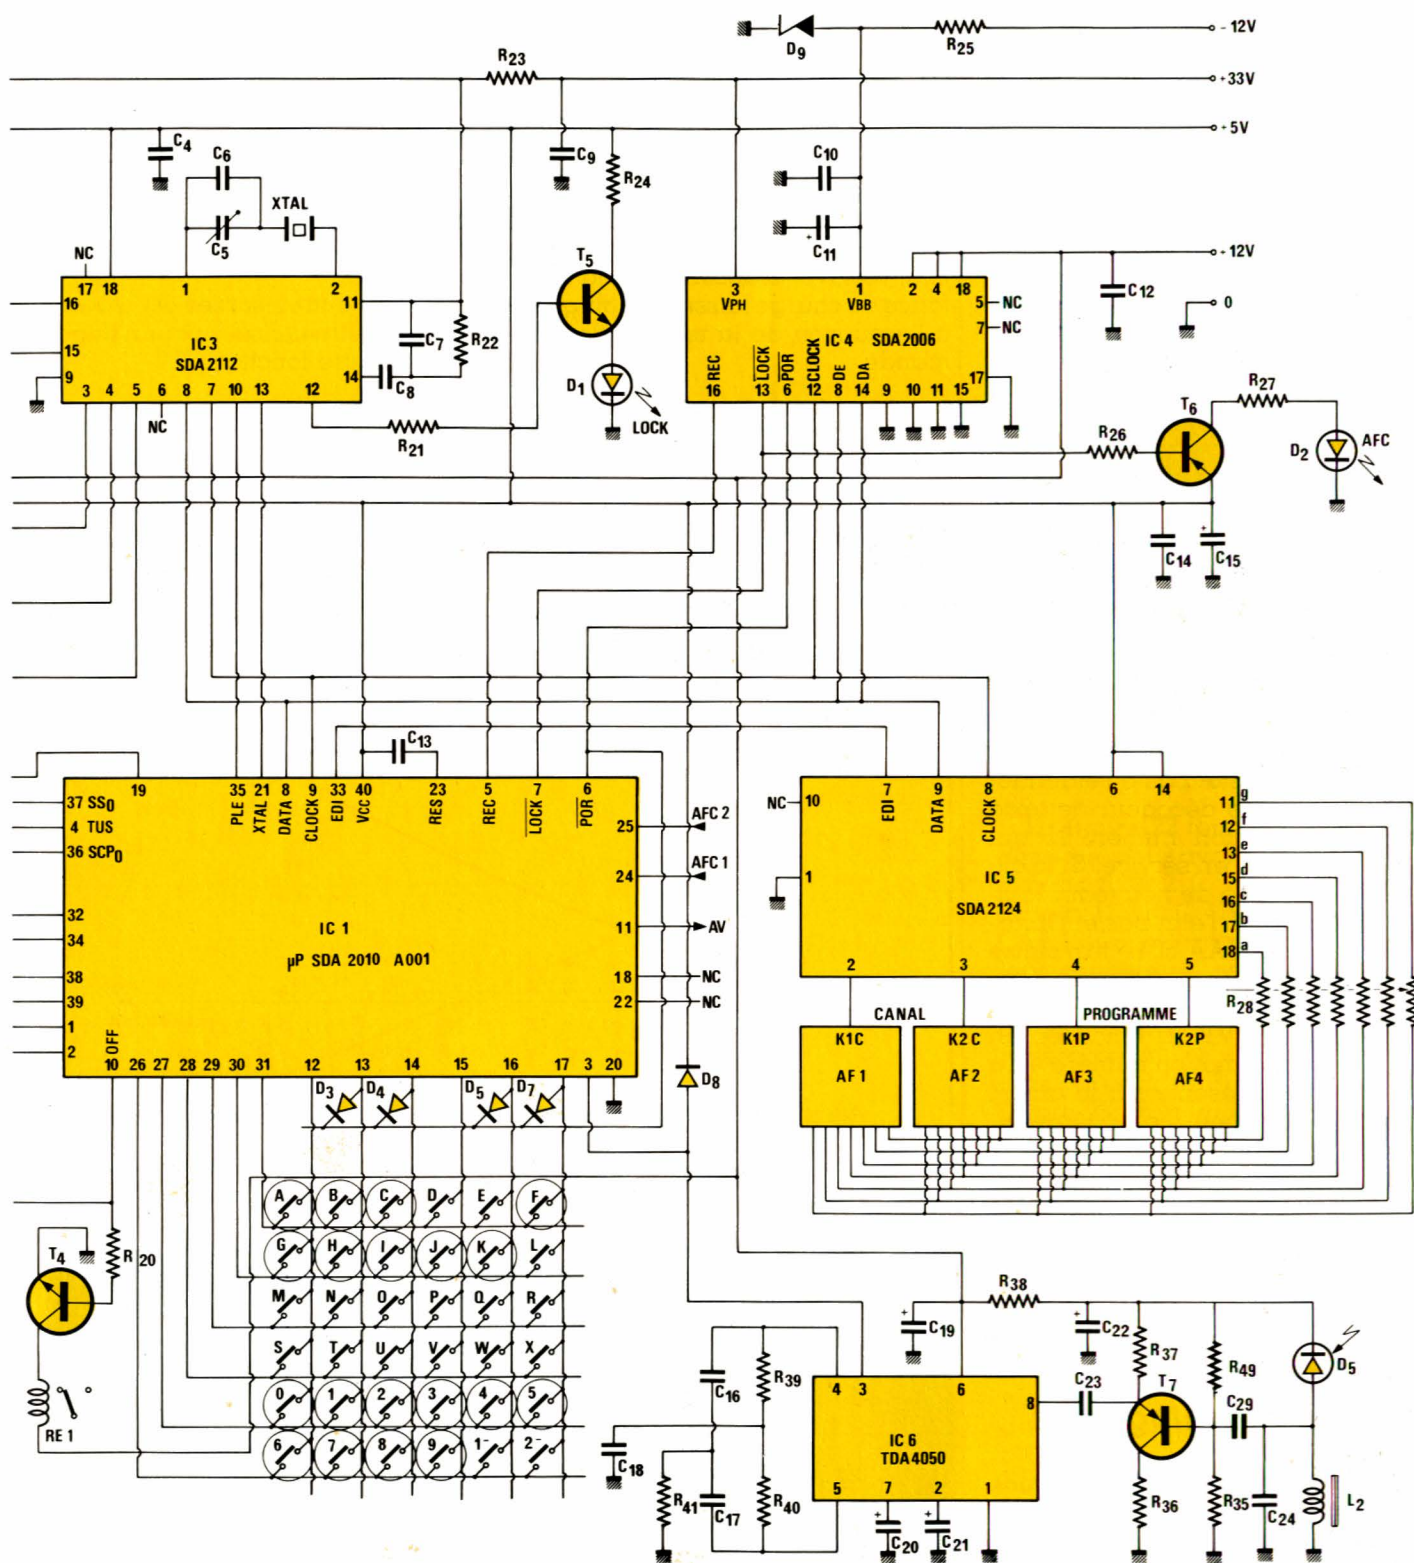 D9
R25
- 12V
R23
+33V
+5V
C4
C6
C9
R24
C10
XTAL
C5
C11
NC
T5
+12V
17 18 1 2
3 1 2 4 18
16
11
VPH VBB
5 NC
C12
0
7 NC
IC 3
C7
R22
IC 4 SDA 2006
15
SDA 2112
R27
9
14
C8
REC LOCK POR CLOCK DE DA
17
T6
3 4 5 6 8 7 10 13 12
D1
16 13 6 12 8 14 9 10 11 15
NC
LOCK
R26
D2
AFC
R21
C14
C15
C13
19 35 21 8 9 33 40 23 5 7 6
7 9 8 6 14
37 SS0
PLE XTAL DATA CLOCK EDI VCC RES REC LOCK POR
NC 10
EDI DATA CLOCK
11 g
4 TUS
25
AFC 2
12 f
36 SCP0
13 e
24
AFC 1
1
IC 5
15 d
32
SDA 2124
16 c
34
IC 1
11
AV
17 b
µP SDA 2010 A001
18 a
38
18 NC
2 3 4 5
39
22 NC
R28
1
CANAL
PROGRAMME
2
OFF
K1C K2C K1P K2P
10 26 27 28 29 30 31 12 13 14 15 16 17 3 20
AF1 AF2 AF3 AF4
D3 D4 D5 D7
D8
A B C D E F
G H I J K L
T4
R20
M N O P Q R
R38
C19
C22
S T U V W X
R37
R49
D5
C16
R39
4 3 6
T7
0 1 2 3 4 5
8
C23
C29
RE 1
IC 6
6 7 8 9 1- 2-
TDA4050
C18
5 7 2 1
R41
C17
R40
R36
R35
C24
L2
C20
C21